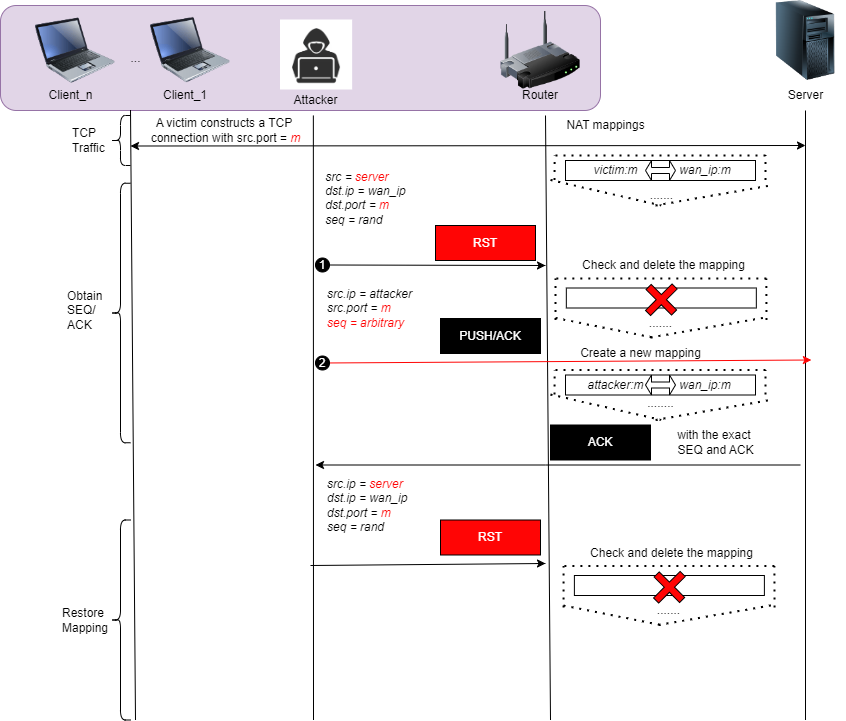 Client_n
...
Client_1
Attacker
Router
Server
TCP
Traffic
A victim constructs a TCP
connection with src.port = m
NAT mappings
victim:m
wan_ip:m
........
src = server
dst.ip = wan_ip
dst.port = m
seq = rand
RST
1
Check and delete the mapping
........
Obtain
SEQ/
ACK
src.ip = attacker
src.port = m
seq = arbitrary
PUSH/ACK
2
Create a new mapping
attacker:m
wan_ip:m
........
ACK
with the exact
SEQ and ACK
src.ip = server
dst.ip = wan_ip
dst.port = m
seq = rand
RST
Check and delete the mapping
........
Restore
Mapping